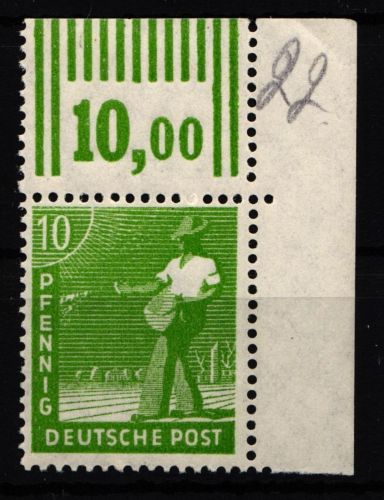 22
10,00
10
PFENNIG
DEUTSCHE POST